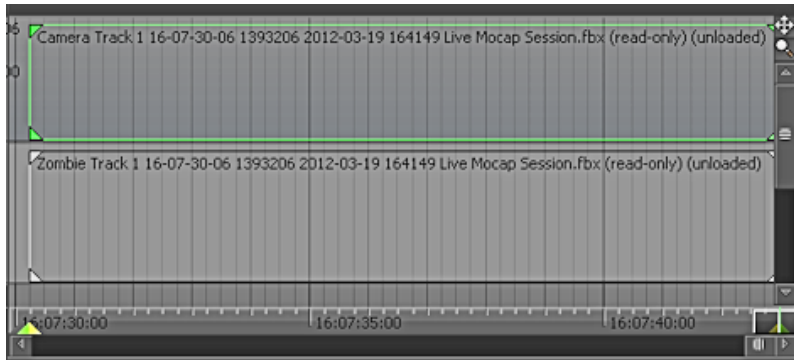 06
Camera Track 1 16-07-30-06 1393206 2012-03-19 164149 Live Mocap Session.fbx (read-only) (unloaded)
00
Zombie Track 1 16-07-30-06 1393206 2012-03-19 164149 Live Mocap Session.fbx (read-only) (unloaded)
16:07:30:00
16:07:35:00
16:07:40:00